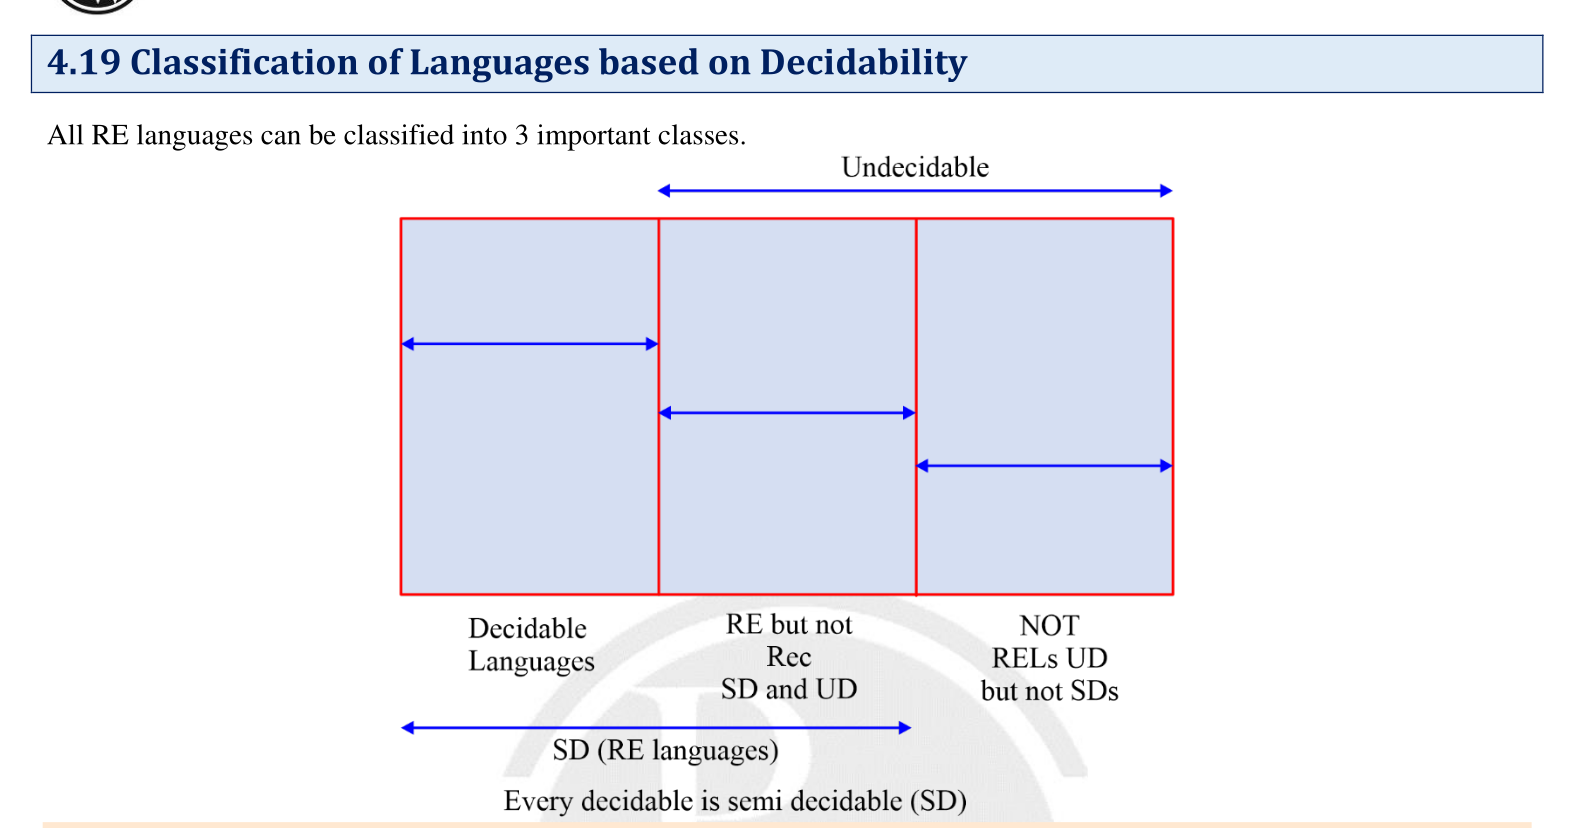 4.19 Classification of Languages based on Decidability
All RE languages can be classified into 3 important classes.
Undecidable
Decidable
Languages
RE but not
Rec
SD and UD
NOT
RELs UD
but not SDs
SD (RE languages)
Every decidable is semi decidable (SD)